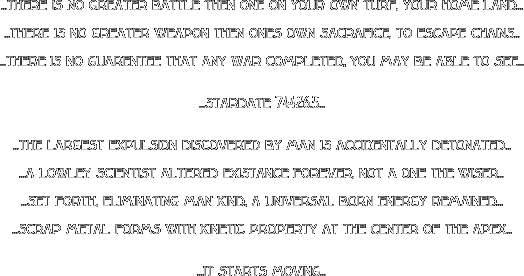 ...THERE IS NO GREATER BATTLE THEN ONE ON YOUR OWN TURF, YOUR HOME LAND...
...THERE IS NO GREATER WEAPON THEN ONES OWN SACRAFICE, TO ESCAPE CHAINS...
...THERE IS NO GUARENTEE THAT ANY WAR COMPLETED, YOU MAY BE ABLE TO SEE...
...STARDATE 74265...
...THE LARGEST EXPULSION DISCOVERED BY MAN IS ACCIDENTALLY DETONATED...
...A LOWLEY SCIENTIST ALTERED EXISTANCE FOREVER, NOT A ONE THE WISER...
...SET FORTH, ELIMINATING MAN KIND, A UNIVERSAL BORN ENERGY REMAINED...
...SCRAP METAL FORMS WITH KINETIC PROPERTY AT THE CENTER OF THE APEX...
...IT STARTS MOVING...